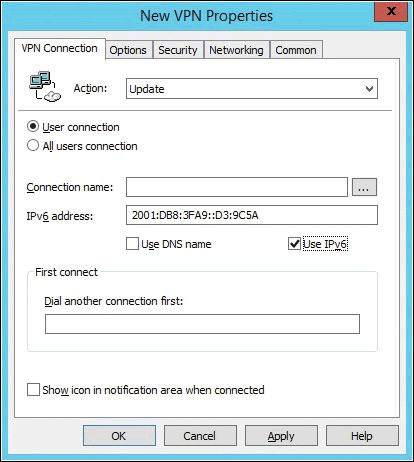 New VPN Properties
x
VPN Connection Options Security Networking Common
Action: Update
User connection
All users connection
Connection name: ...
IPv6 address: 2001:DB8:3FA9::D3:9C5A
Use DNS name Use IPv6
First connect
Dial another connection first:
Show icon in notification area when connected
OK Cancel Apply Help